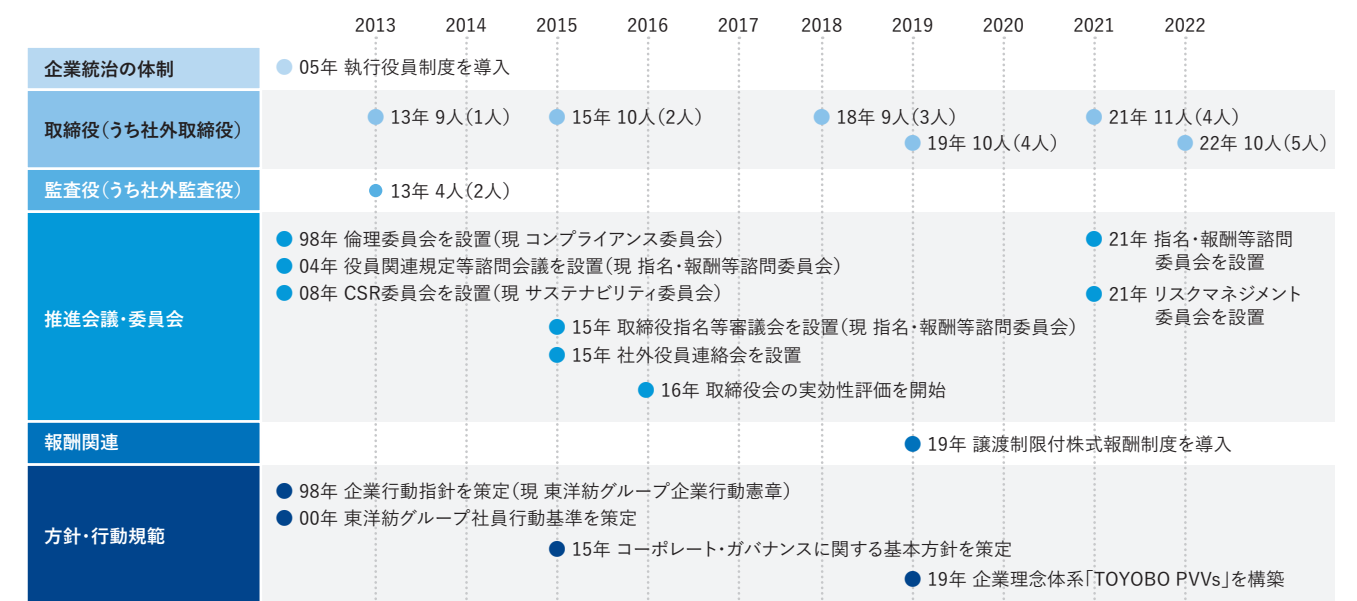 2013 2014 2015 2016 2017 2018 2019 2020 2021 2022
企業統治の体制
05年 執行役員制度を導入
取締役(うち社外取締役)
13年 9人(1人)
15年 10人(2人)
18年 9人(3人)
19年 10人(4人)
21年 11人(4人)
22年 10人(5人)
監査役(うち社外監査役)
13年 4人(2人)
推進会議・委員会
98年 倫理委員会を設置(現 コンプライアンス委員会)
04年 役員関連規定等諮問会議を設置(現 指名・報酬等諮問委員会)
08年 CSR委員会を設置(現 サステナビリティ委員会)
15年 取締役指名等審議会を設置(現 指名・報酬等諮問委員会)
15年 社外役員連絡会を設置
16年 取締役会の実効性評価を開始
21年 指名・報酬等諮問
委員会を設置
21年 リスクマネジメント
委員会を設置
報酬関連
19年 譲渡制限付株式報酬制度を導入
方針・行動規範
98年 企業行動指針を策定(現 東洋紡グループ企業行動憲章)
00年 東洋紡グループ社員行動基準を策定
15年 コーポレート・ガバナンスに関する基本方針を策定
19年 企業理念体系「TOYOBO PVVs」を構築